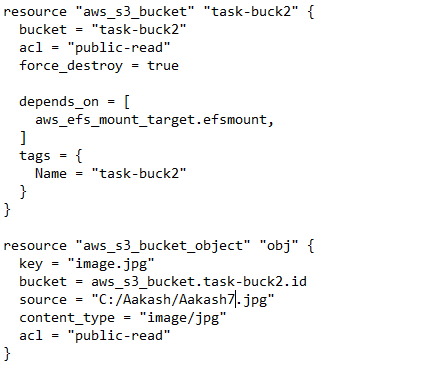 resource "aws_s3_bucket" "task-buck2" {
  bucket = "task-buck2"
  acl = "public-read"
  force_destroy = true

  depends_on = [
    aws_efs_mount_target.efsmount,
  ]
  tags = {
    Name = "task-buck2"
  }
}

resource "aws_s3_bucket_object" "obj" {
  key = "image.jpg"
  bucket = aws_s3_bucket.task-buck2.id
  source = "C:/Aakash/Aakash7.jpg"
  content_type = "image/jpg"
  acl = "public-read"
}